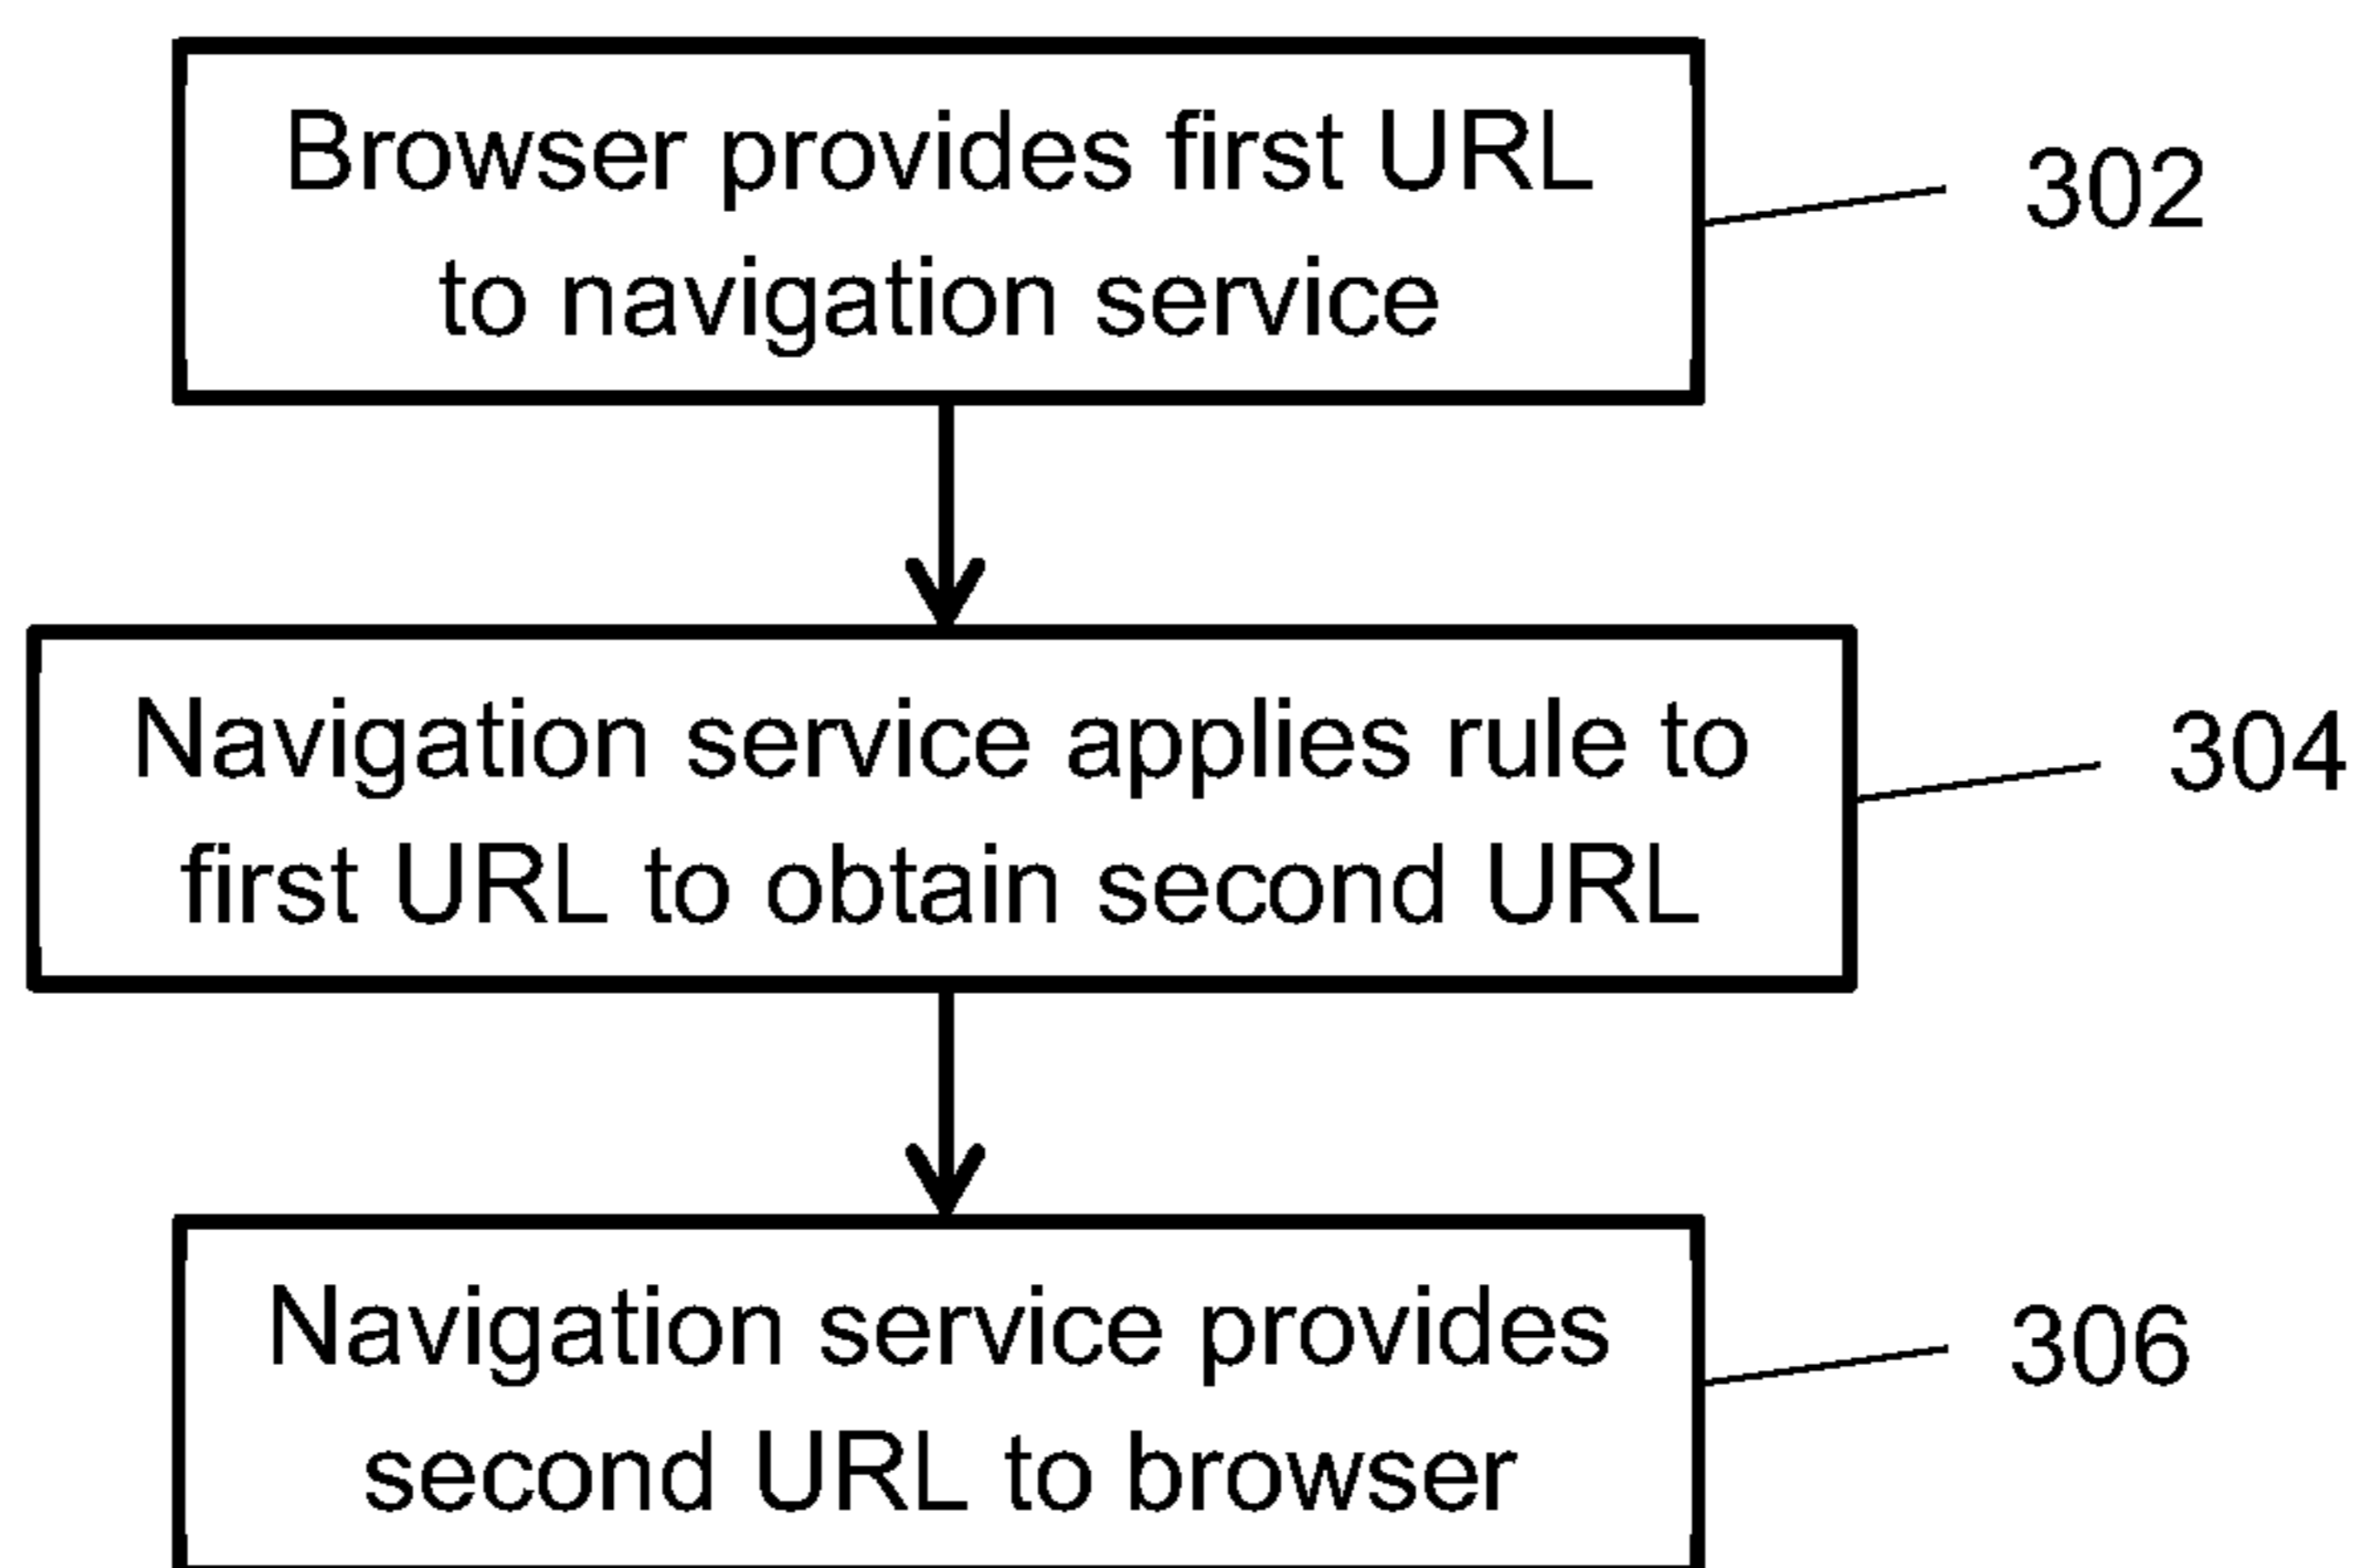 Browser provides first URL
to navigation service
302
Navigation service applies rule to
first URL to obtain second URL
304
Navigation service provides
second URL to browser
306